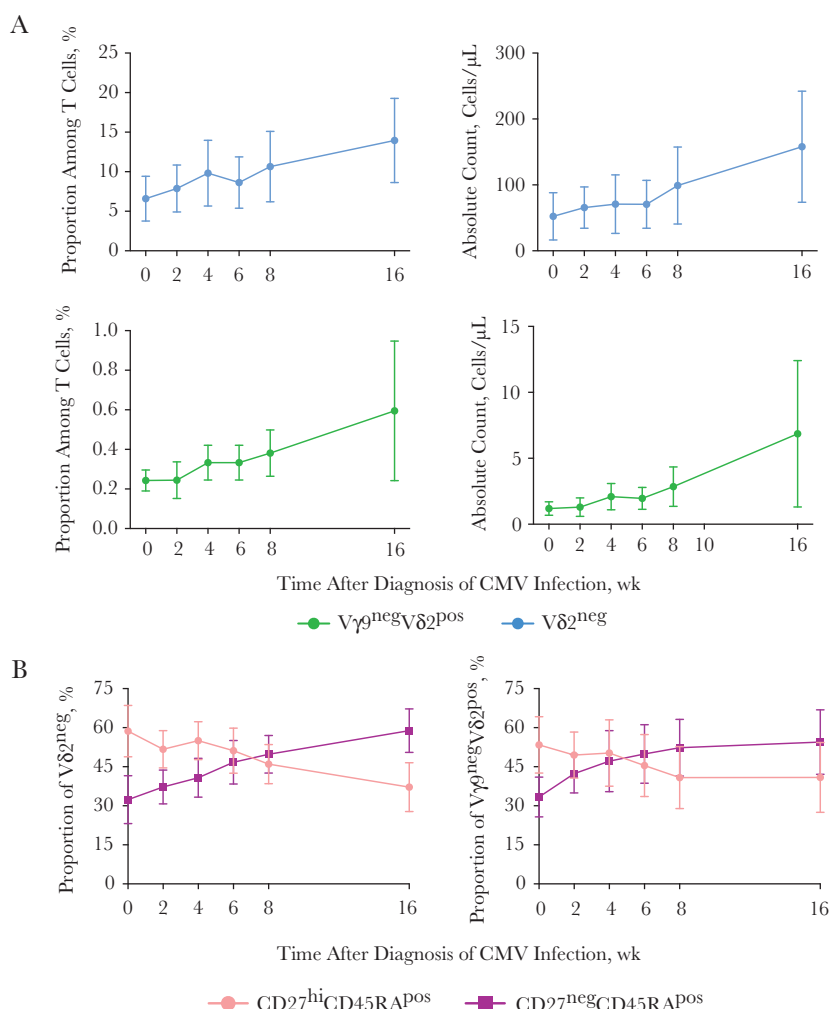 A
Proportion Among T Cells, %
25
20
15
10
5
0
0 2 4 6 8 16
Absolute Count, Cells/μL
300
200
100
0
0 2 4 6 8 16
Proportion Among T Cells, %
1.0
0.8
0.6
0.4
0.2
0.0
0 2 4 6 8 16
Absolute Count, Cells/μL
15
10
5
0
0 2 4 6 8 10 16
Time After Diagnosis of CMV Infection, wk
Vγ9negVδ2pos Vδ2neg
B
Proportion of Vδ2neg, %
75
60
45
30
15
0
0 2 4 6 8 16
Proportion of Vγ9negVδ2pos, %
75
60
45
30
15
0
0 2 4 6 8 16
Time After Diagnosis of CMV Infection, wk
CD27hiCD45RApos CD27negCD45RApos